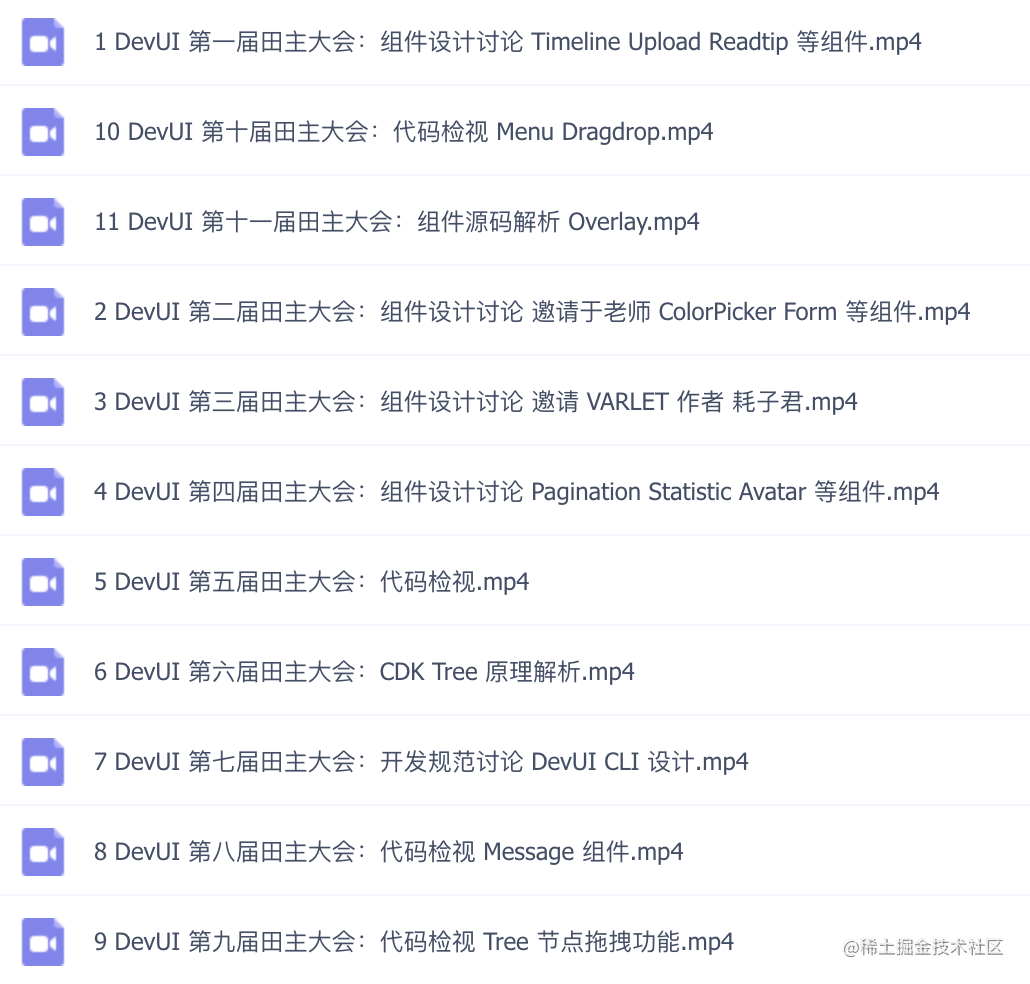 1 DevUI 第一届田主大会：组件设计讨论 Timeline Upload Readtip 等组件.mp4
10 DevUI 第十届田主大会：代码检视 Menu Dragdrop.mp4
11 DevUI 第十一届田主大会：组件源码解析 Overlay.mp4
2 DevUI 第二届田主大会：组件设计讨论 邀请于老师 ColorPicker Form 等组件.mp4
3 DevUI 第三届田主大会：组件设计讨论 邀请 VARLET 作者 耗子君.mp4
4 DevUI 第四届田主大会：组件设计讨论 Pagination Statistic Avatar 等组件.mp4
5 DevUI 第五届田主大会：代码检视.mp4
6 DevUI 第六届田主大会：CDK Tree 原理解析.mp4
7 DevUI 第七届田主大会：开发规范讨论 DevUI CLI 设计.mp4
8 DevUI 第八届田主大会：代码检视 Message 组件.mp4
9 DevUI 第九届田主大会：代码检视 Tree 节点拖拽功能.mp4
@稀土掘金技术社区